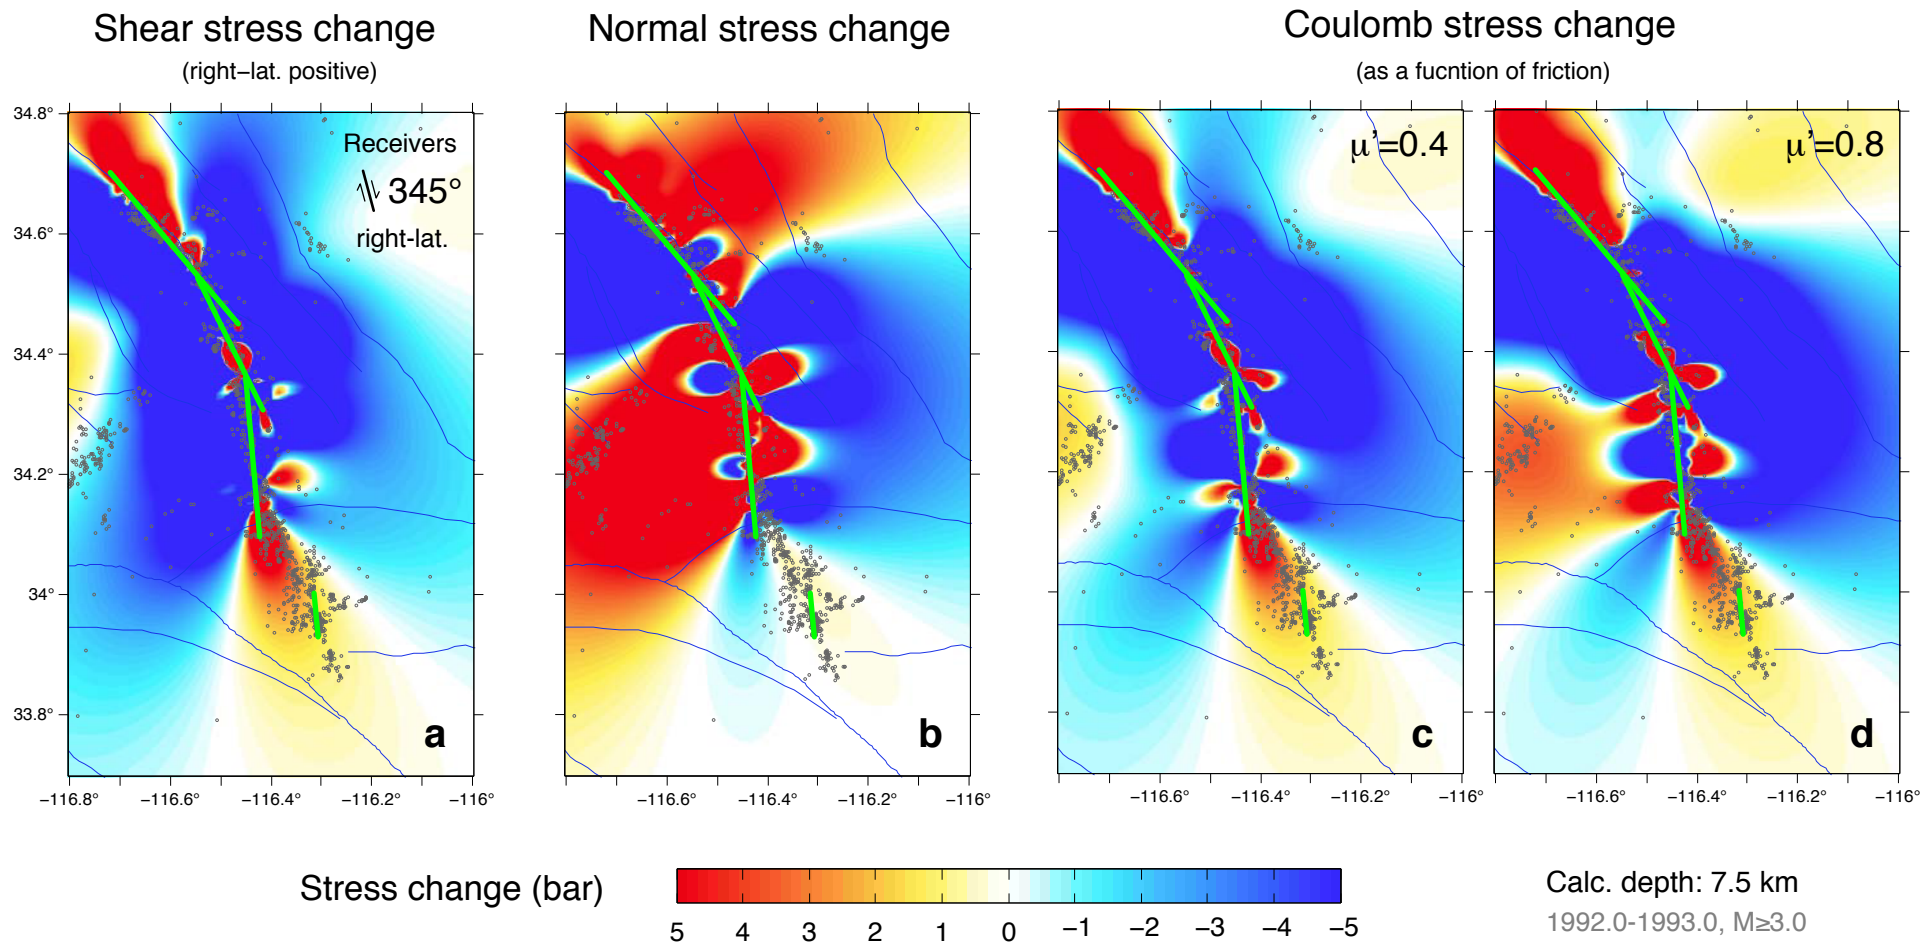 Shear stress change
(right−lat. positive)
Normal stress change
Coulomb stress change
(as a fucntion of friction)
34.8°
34.6°
34.4°
34.2°
34°
33.8°
Receivers
345°
right-lat.
a
b
μ'=0.4
c
μ'=0.8
d
−116.8° −116.6° −116.4° −116.2° −116°
−116.6° −116.4° −116.2° −116°
−116.6° −116.4° −116.2° −116°
−116.6° −116.4° −116.2° −116°
Stress change (bar)
5 4 3 2 1 0 −1 −2 −3 −4 −5
Calc. depth: 7.5 km
1992.0-1993.0, M≥3.0